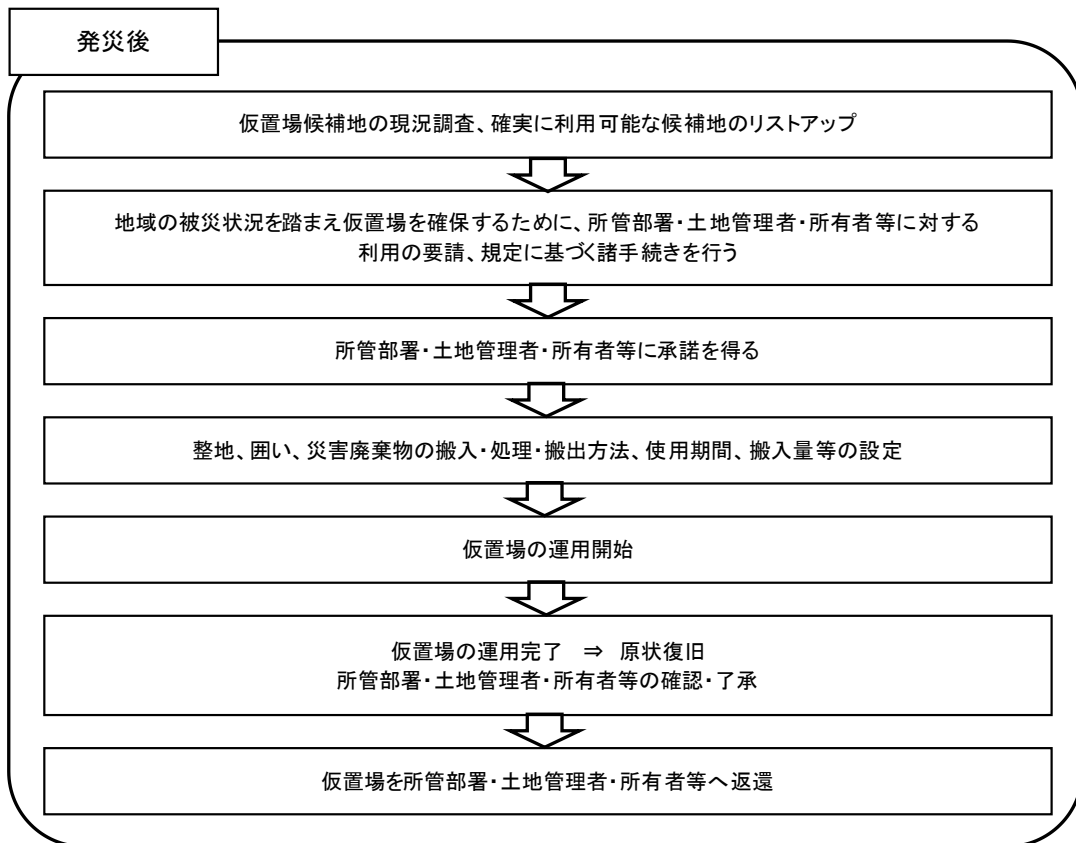 発災後
仮置場候補地の現況調査、確実に利用可能な候補地のリストアップ
地域の被災状況を踏まえ仮置場を確保するために、所管部署・土地管理者・所有者等に対する
利用の要請、規定に基づく諸手続きを行う
所管部署・土地管理者・所有者等に承諾を得る
整地、囲い、災害廃棄物の搬入・処理・搬出方法、使用期間、搬入量等の設定
仮置場の運用開始
仮置場の運用完了　⇒　原状復旧
所管部署・土地管理者・所有者等の確認・了承
仮置場を所管部署・土地管理者・所有者等へ返還